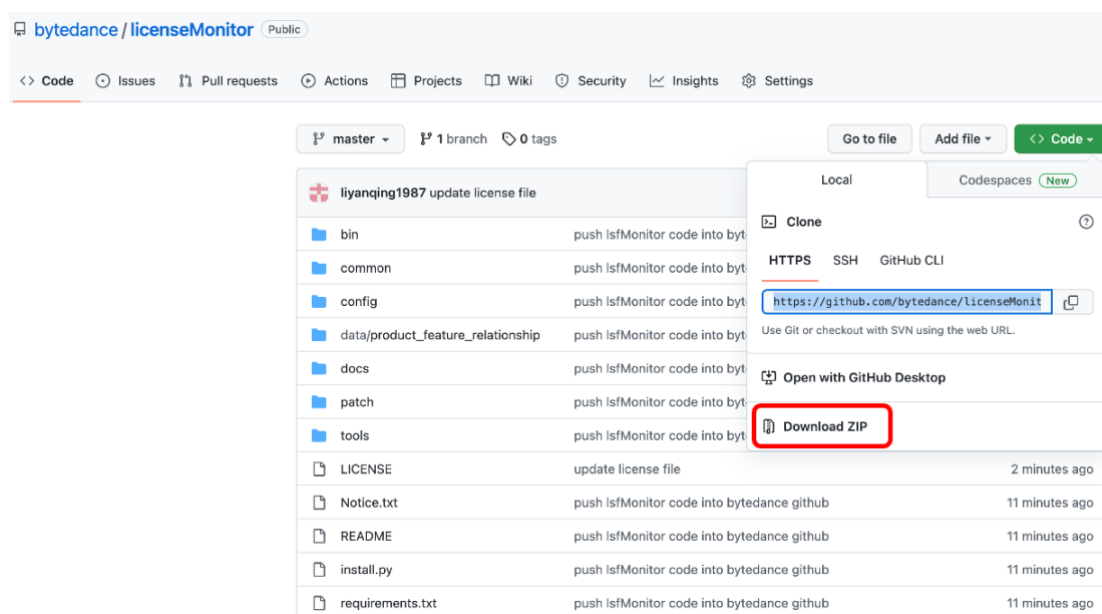 bytedance / licenseMonitor Public
Code Issues Pull requests Actions Projects Wiki Security Insights Settings
master 1 branch 0 tags Go to file Add file Code
Local Codespaces New
liyanqing1987 update license file
Clone
bin push lsfMonitor code into byt
HTTPS SSH GitHub CLI
common push lsfMonitor code into byt
config push lsfMonitor code into byt
https://github.com/bytedance/licenseMonit
Use Git or checkout with SVN using the web URL.
data/product_feature_relationship push lsfMonitor code into byt
docs push lsfMonitor code into byt
Open with GitHub Desktop
patch push lsfMonitor code into byt
Download ZIP
tools push lsfMonitor code into byt
LICENSE update license file 2 minutes ago
Notice.txt push lsfMonitor code into bytedance github 11 minutes ago
README push lsfMonitor code into bytedance github 11 minutes ago
install.py push lsfMonitor code into bytedance github 11 minutes ago
requirements.txt push lsfMonitor code into bytedance github 11 minutes ago